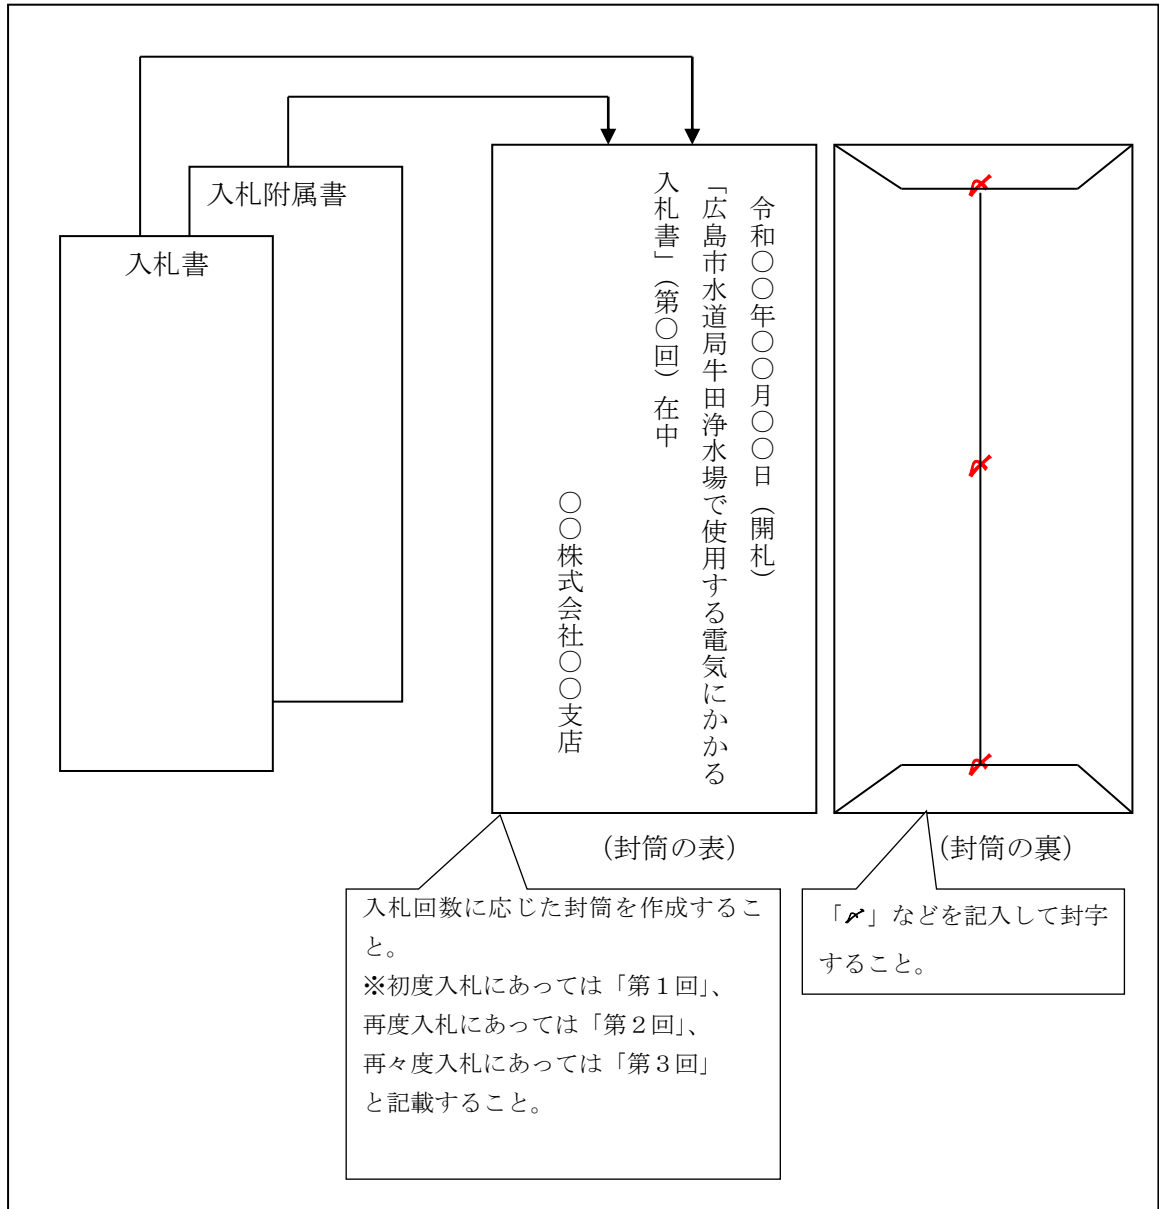 入札附属書
入札書
令和〇〇年〇〇月〇〇日（開札）
「広島市水道局牛田浄水場で使用する電気にかかる
入札書」（第〇回）在中
〇〇株式会社〇〇支店
（封筒の表）
（封筒の裏）
入札回数に応じた封筒を作成するこ
と。
※初度入札にあっては「第１回」、
再度入札にあっては「第２回」、
再々度入札にあっては「第３回」
と記載すること。
〆
〆
〆
「〆」などを記入して封字
すること。